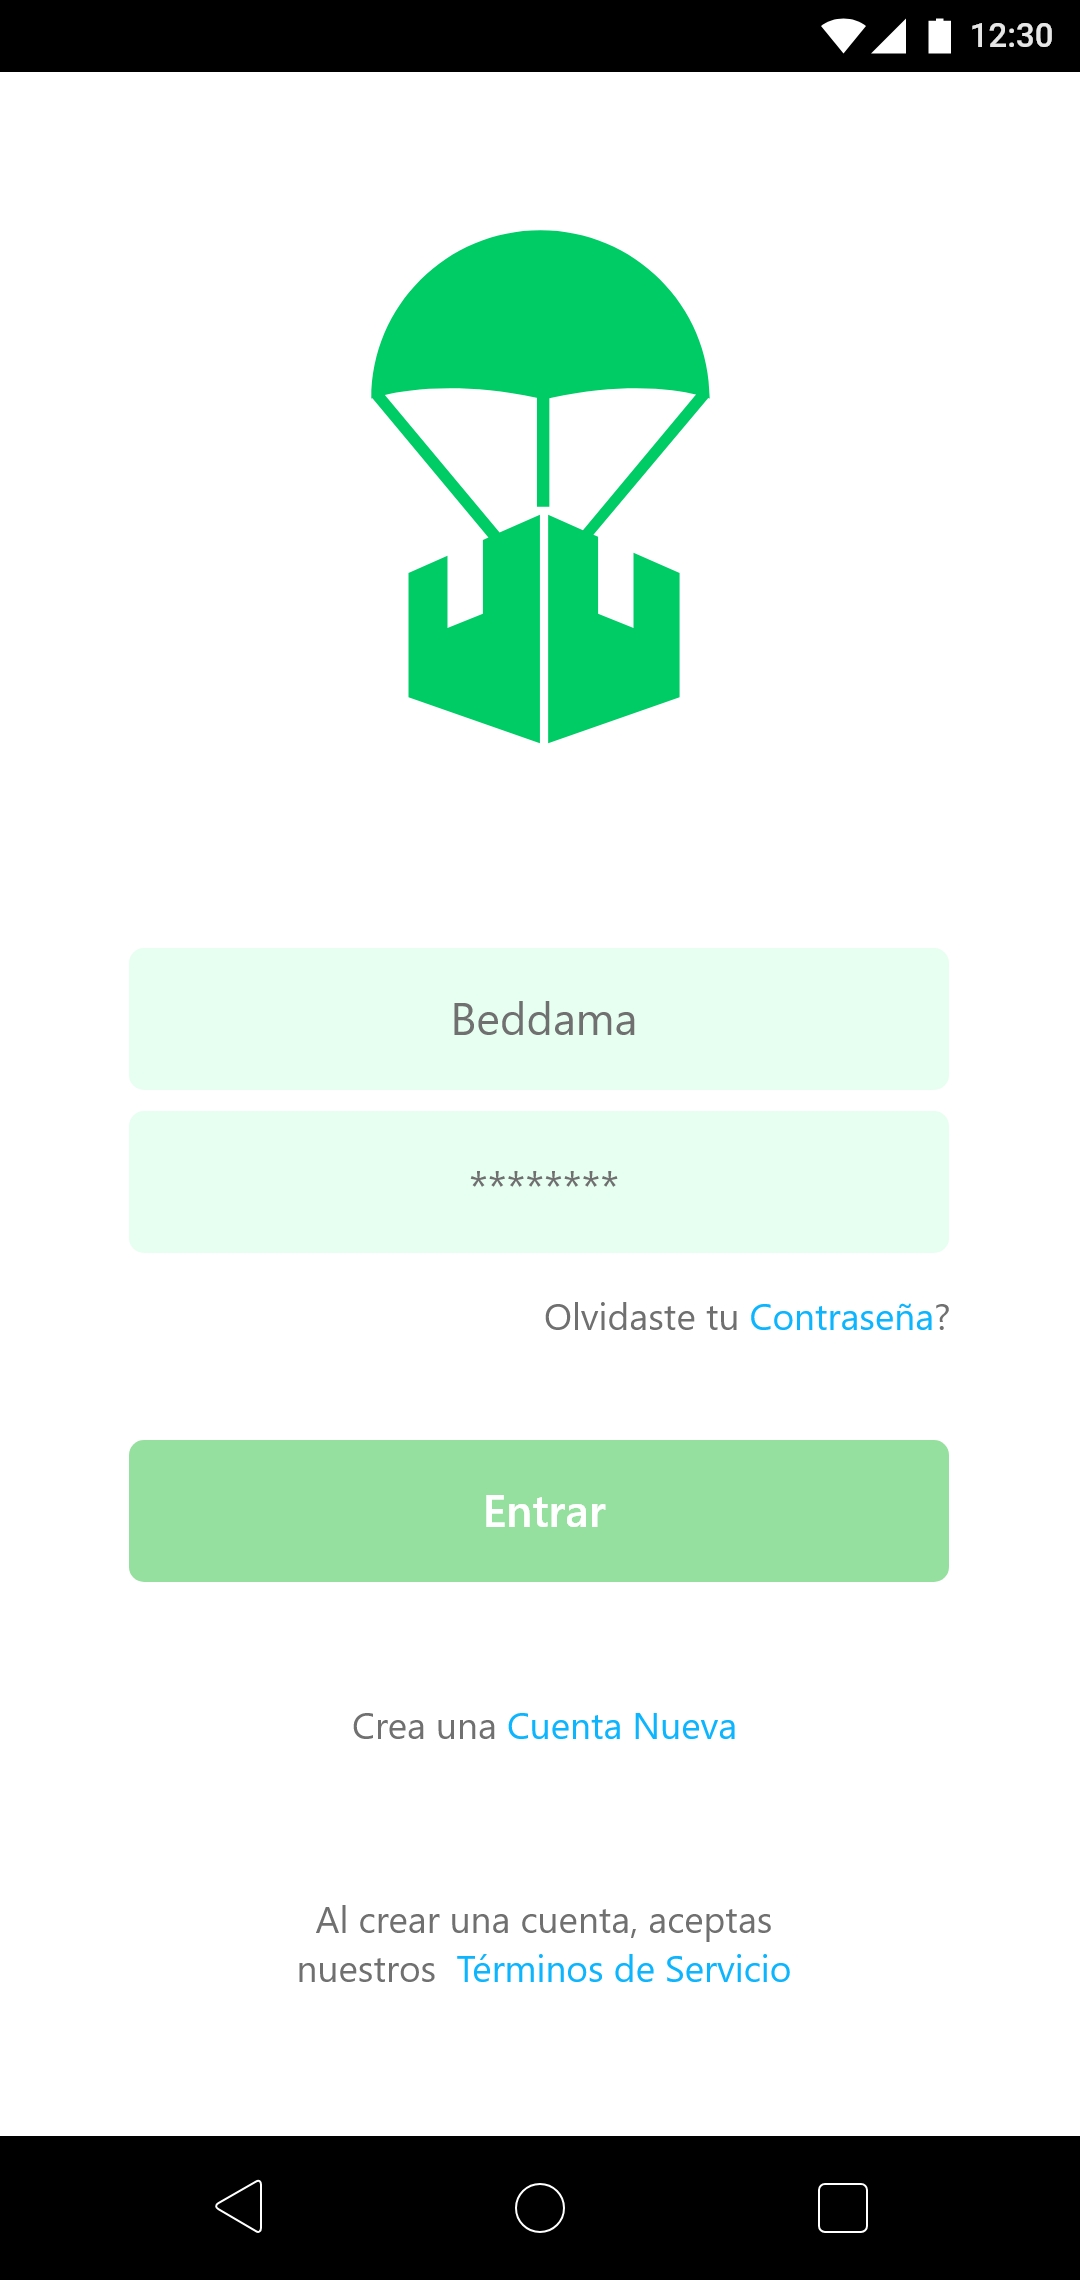 12:30
Beddama
********
Olvidaste tu Contraseña?
Entrar
Crea una Cuenta Nueva
Al crear una cuenta, aceptas
nuestros  Términos de Servicio